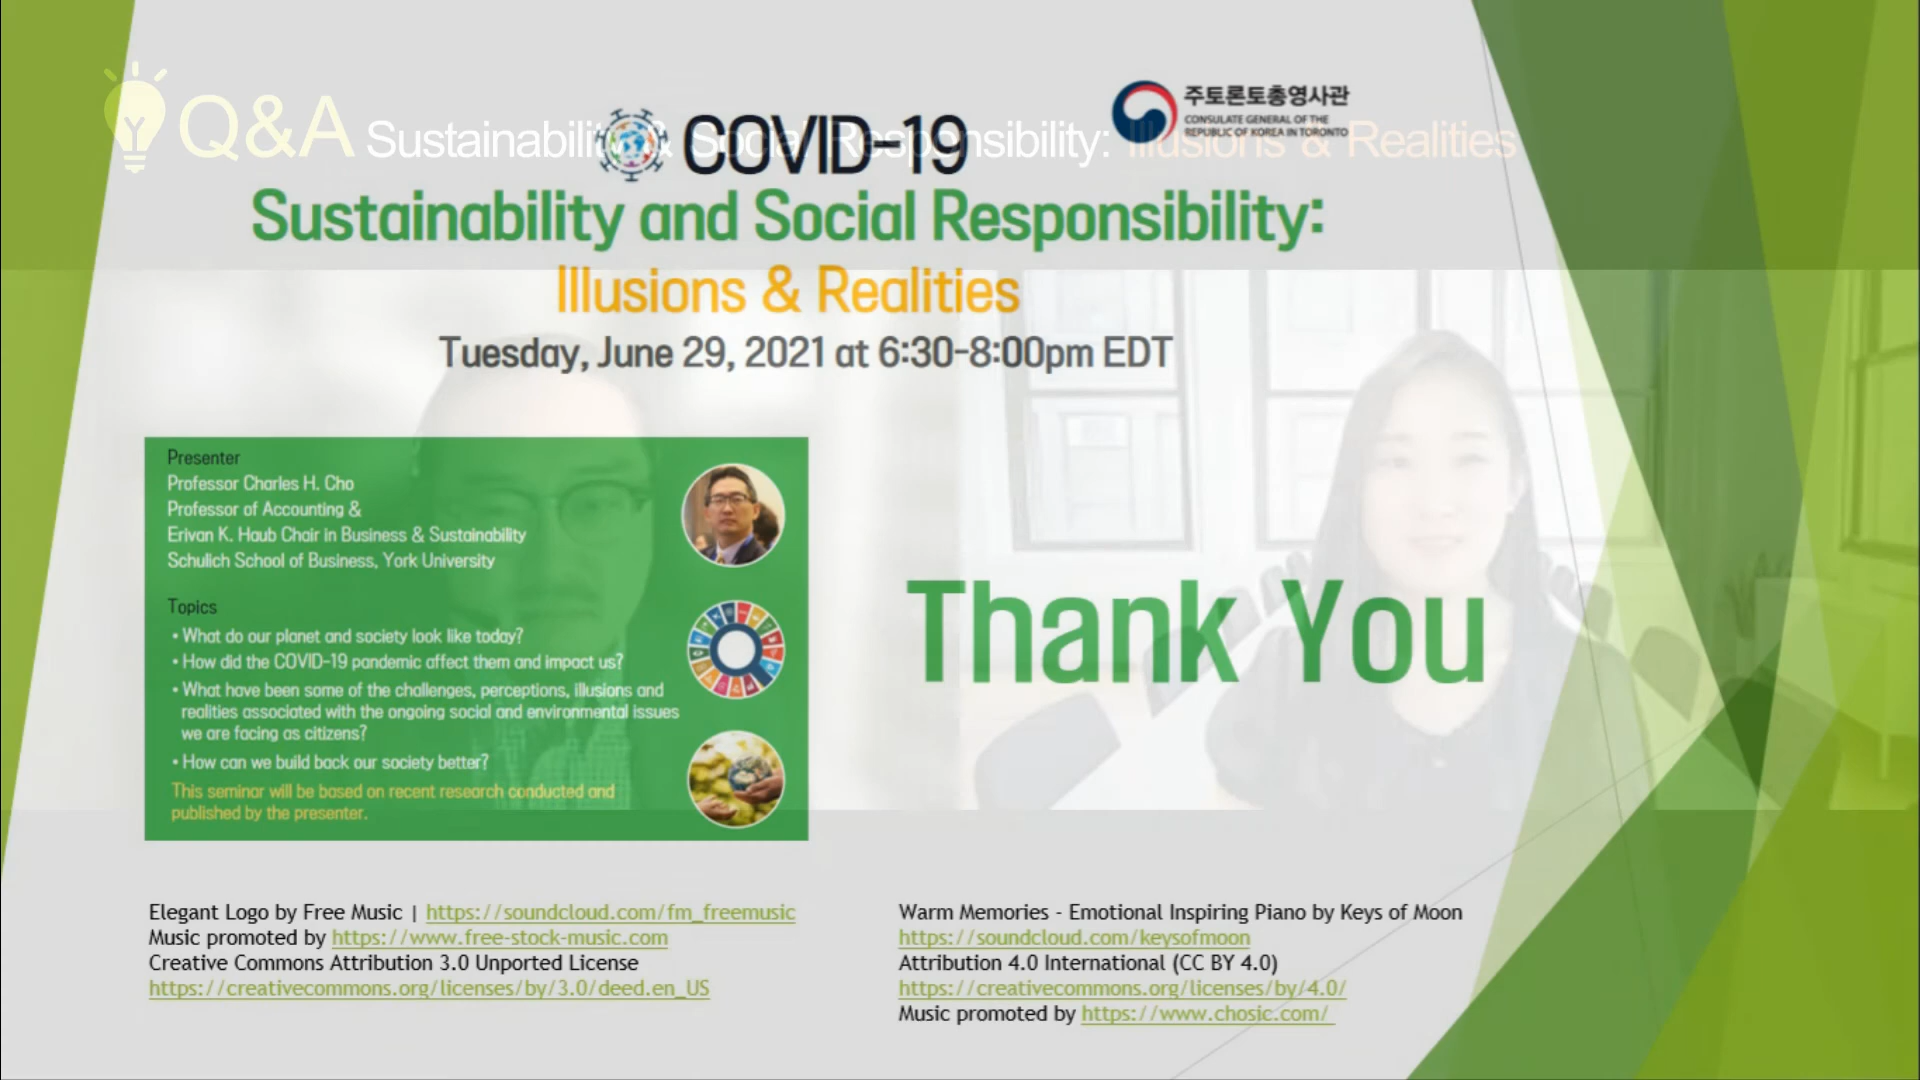 Q&A Sustainability & Social Responsibility: Illusions & Realities
주토론토총영사관
CONSULATE GENERAL OF THE
REPUBLIC OF KOREA IN TORONTO
COVID-19
Sustainability and Social Responsibility:
Illusions & Realities
Tuesday, June 29, 2021 at 6:30-8:00pm EDT
Presenter
Professor Charles H. Cho
Professor of Accounting &
Erivan K. Haub Chair in Business & Sustainability
Schulich School of Business, York University
Topics
• What do our planet and society look like today?
• How did the COVID-19 pandemic affect them and impact us?
• What have been some of the challenges, perceptions, illusions and
realities associated with the ongoing social and environmental issues
we are facing as citizens?
• How can we build back our society better?
This seminar will be based on recent research conducted and
published by the presenter.
Thank You
Elegant Logo by Free Music | https://soundcloud.com/fm_freemusic
Music promoted by https://www.free-stock-music.com
Creative Commons Attribution 3.0 Unported License
https://creativecommons.org/licenses/by/3.0/deed.en_US
Warm Memories - Emotional Inspiring Piano by Keys of Moon
https://soundcloud.com/keysofmoon
Attribution 4.0 International (CC BY 4.0)
https://creativecommons.org/licenses/by/4.0/
Music promoted by https://www.chosic.com/